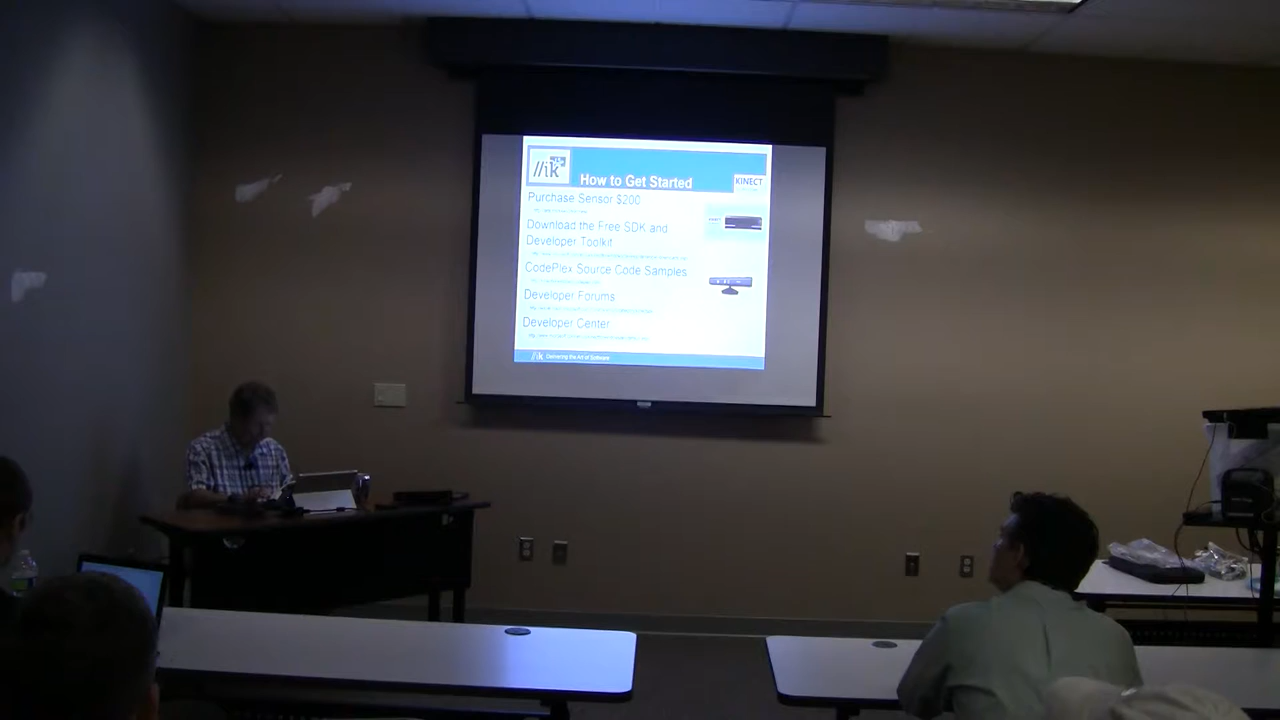 //ik
How to Get Started
KINECT
Purchase Sensor $200
Download the Free SDK and
Developer Toolkit
CodePlex Source Code Samples
Developer Forums
Developer Center
//ik Delivering the Art of Software